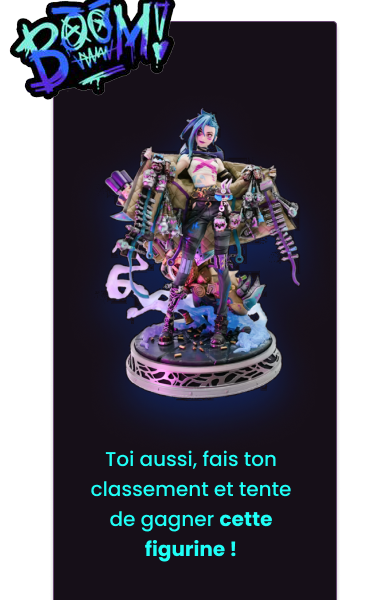 BOOM!
Toi aussi, fais ton
classement et tente
de gagner cette
figurine !